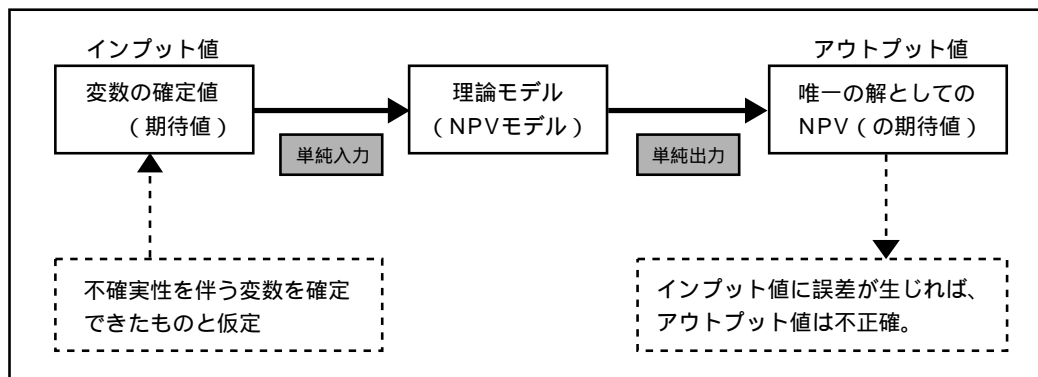 インプット値
変数の確定値
（期待値）
単純入力
理論モデル
（NPVモデル）
単純出力
アウトプット値
唯一の解としての
NPV（の期待値）
不確実性を伴う変数を確定
できたものと仮定
インプット値に誤差が生じれば、
アウトプット値は不正確。